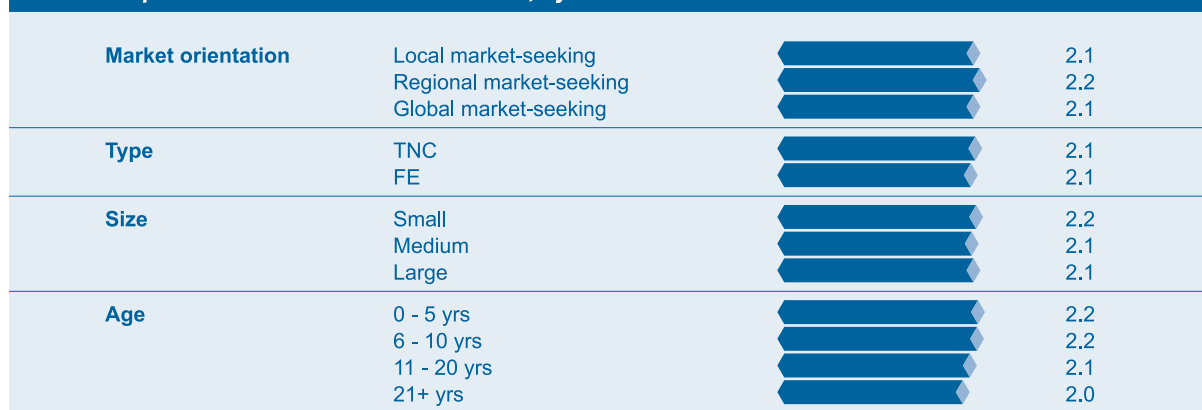 Market orientation Local market-seeking 2.1
Regional market-seeking 2.2
Global market-seeking 2.1
Type TNC 2.1
FE 2.1
Size Small 2.2
Medium 2.1
Large 2.1
Age 0 - 5 yrs 2.2
6 - 10 yrs 2.2
11 - 20 yrs 2.1
21+ yrs 2.0